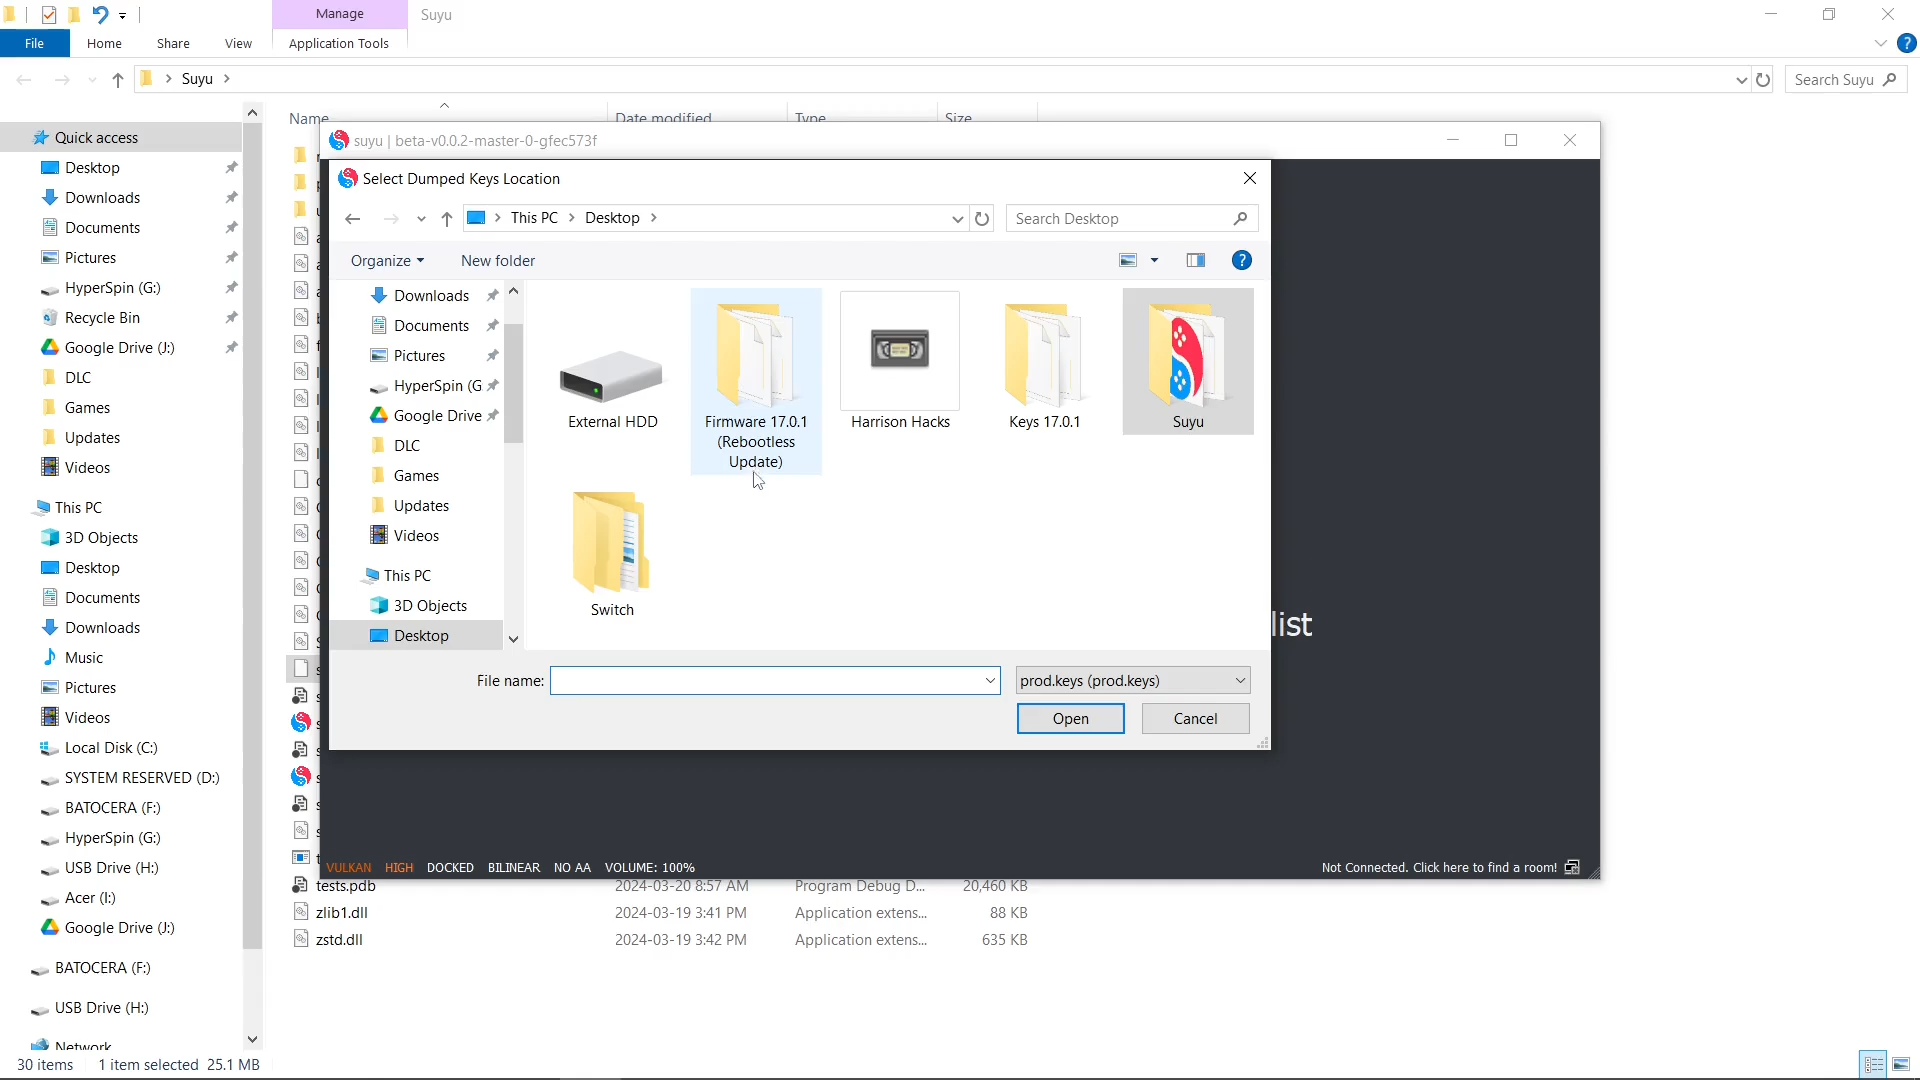 Manage
Suyu
File
Home
Share
View
Application Tools
Suyu
Search Suyu
Name
Date modified
Type
Size
Quick access
Desktop
Downloads
Documents
Pictures
HyperSpin (G:)
Recycle Bin
Google Drive (J:)
DLC
Games
Updates
Videos
This PC
3D Objects
Desktop
Documents
Downloads
Music
Pictures
Videos
Local Disk (C:)
SYSTEM RESERVED (D:)
BATOCERA (F:)
HyperSpin (G:)
USB Drive (H:)
Acer (I:)
Google Drive (J:)
BATOCERA (F:)
USB Drive (H:)
Network
suyu | beta-v0.0.2-master-0-gfec573f
Select Dumped Keys Location
This PC
Desktop
Search Desktop
Organize
New folder
Downloads
Documents
Pictures
HyperSpin (G
Google Drive
DLC
Games
Updates
Videos
This PC
3D Objects
Desktop
External HDD
Firmware 17.0.1
(Rebootless
Update)
Harrison Hacks
Keys 17.0.1
Suyu
Switch
File name:
prod.keys (prod.keys)
Open
Cancel
list
VULKAN HIGH DOCKED BILINEAR NO AA VOLUME: 100%
Not Connected. Click here to find a room!
tests.pdb 2024-03-20 8:57 AM Program Debug D... 20,460 KB
zlib1.dll 2024-03-19 3:41 PM Application extens... 88 KB
zstd.dll 2024-03-19 3:42 PM Application extens... 635 KB
30 items 1 item selected 25.1 MB